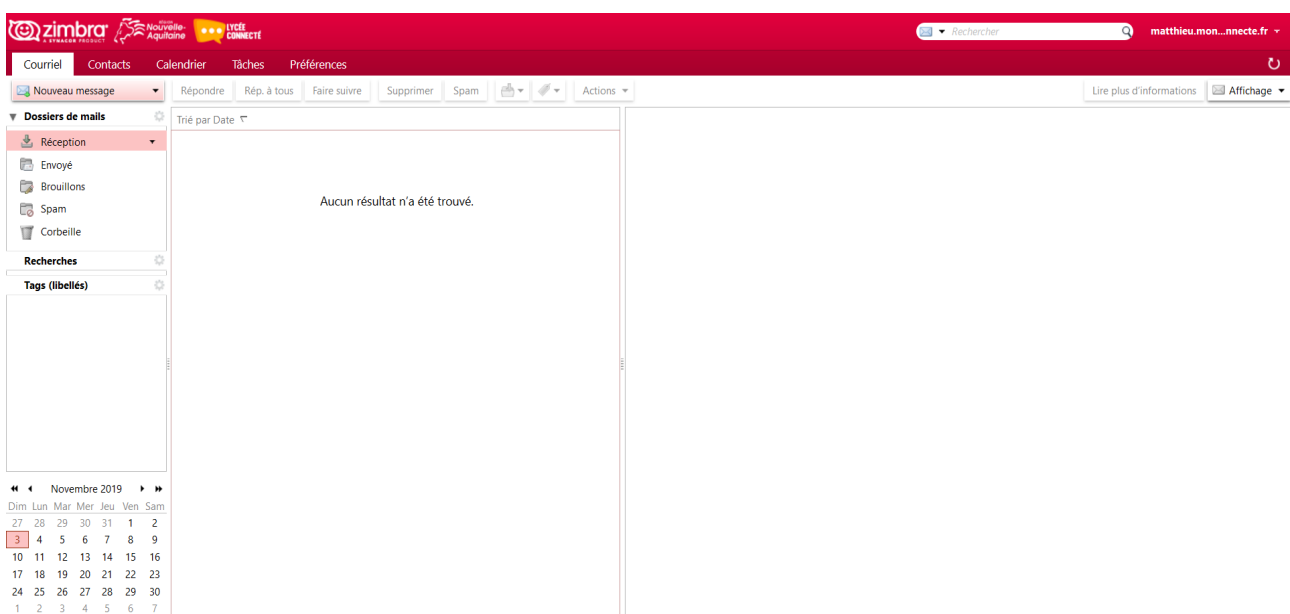 zimbra
A SYNACOR PRODUCT
RÉGION
Nouvelle-
Aquitaine
LYCÉE
CONNECTÉ
Rechercher
matthieu.mon...nnecte.fr
Courriel Contacts Calendrier Tâches Préférences
Nouveau message Répondre Rép. à tous Faire suivre Supprimer Spam Actions Lire plus d'informations Affichage
Dossiers de mails
Trié par Date
Réception
Envoyé
Brouillons
Spam
Corbeille
Aucun résultat n'a été trouvé.
Recherches
Tags (libellés)
Novembre 2019
Dim Lun Mar Mer Jeu Ven Sam
27 28 29 30 31 1 2
3 4 5 6 7 8 9
10 11 12 13 14 15 16
17 18 19 20 21 22 23
24 25 26 27 28 29 30
1 2 3 4 5 6 7